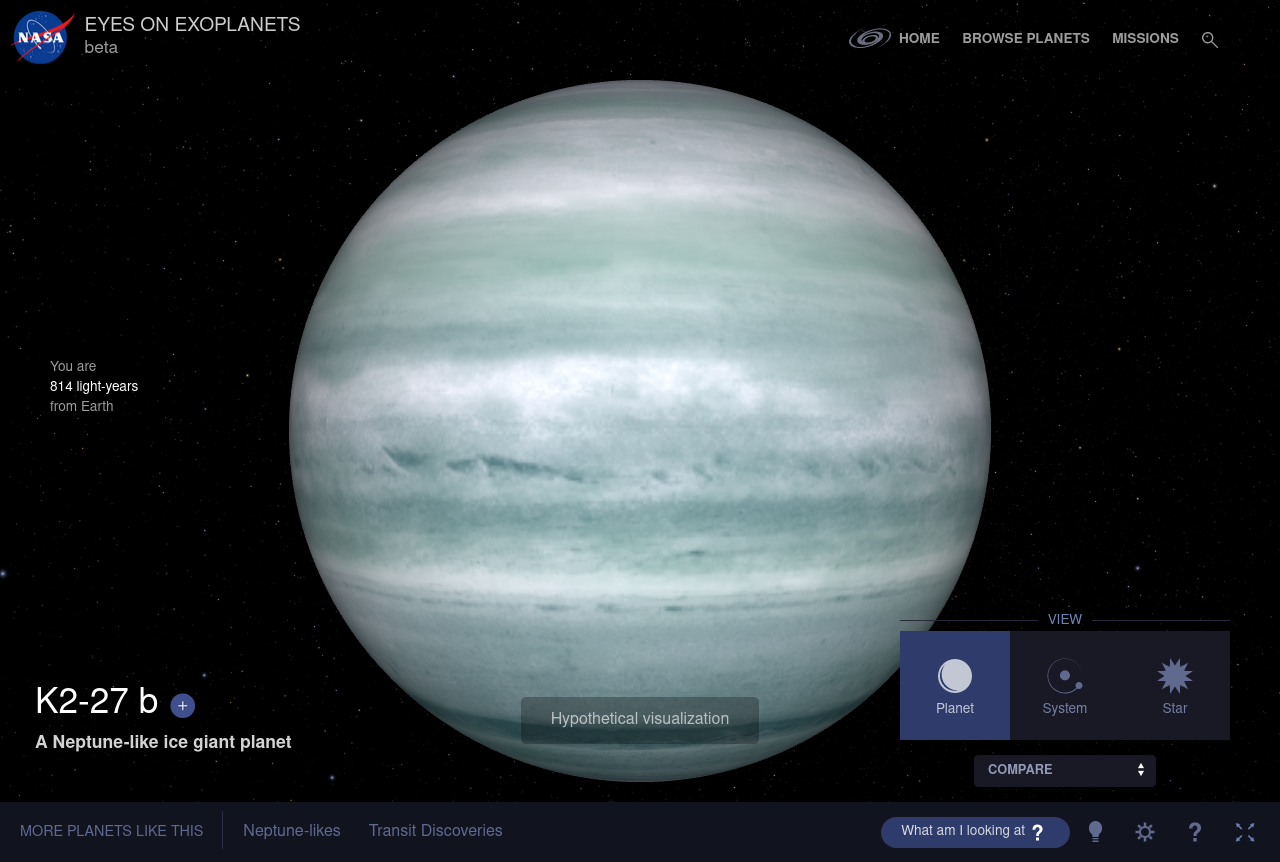 NASA
EYES ON EXOPLANETS
beta
HOME
BROWSE PLANETS
MISSIONS
You are
814 light-years
from Earth
VIEW
Planet
System
Star
K2-27 b +
A Neptune-like ice giant planet
Hypothetical visualization
COMPARE
MORE PLANETS LIKE THIS
Neptune-likes
Transit Discoveries
What am I looking at ?
?